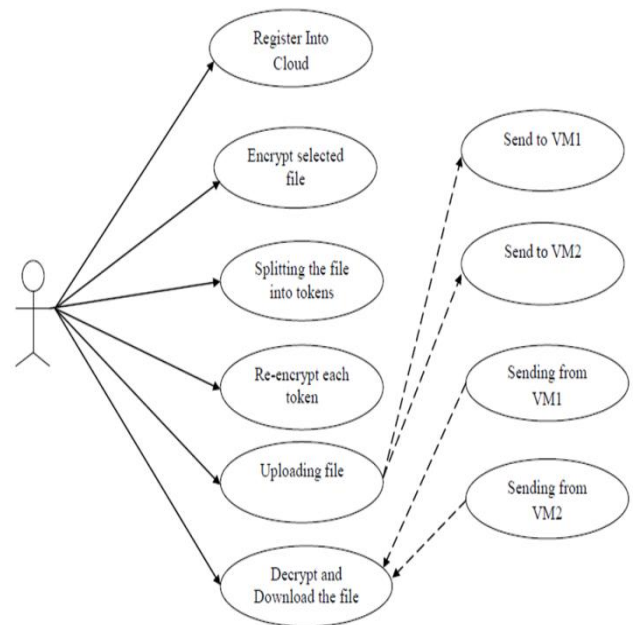 Register Into
Cloud
Encrypt selected
file
Splitting the file
into tokens
Re-encrypt each
token
Uploading file
Decrypt and
Download the file
Send to VM1
Send to VM2
Sending from
VM1
Sending from
VM2